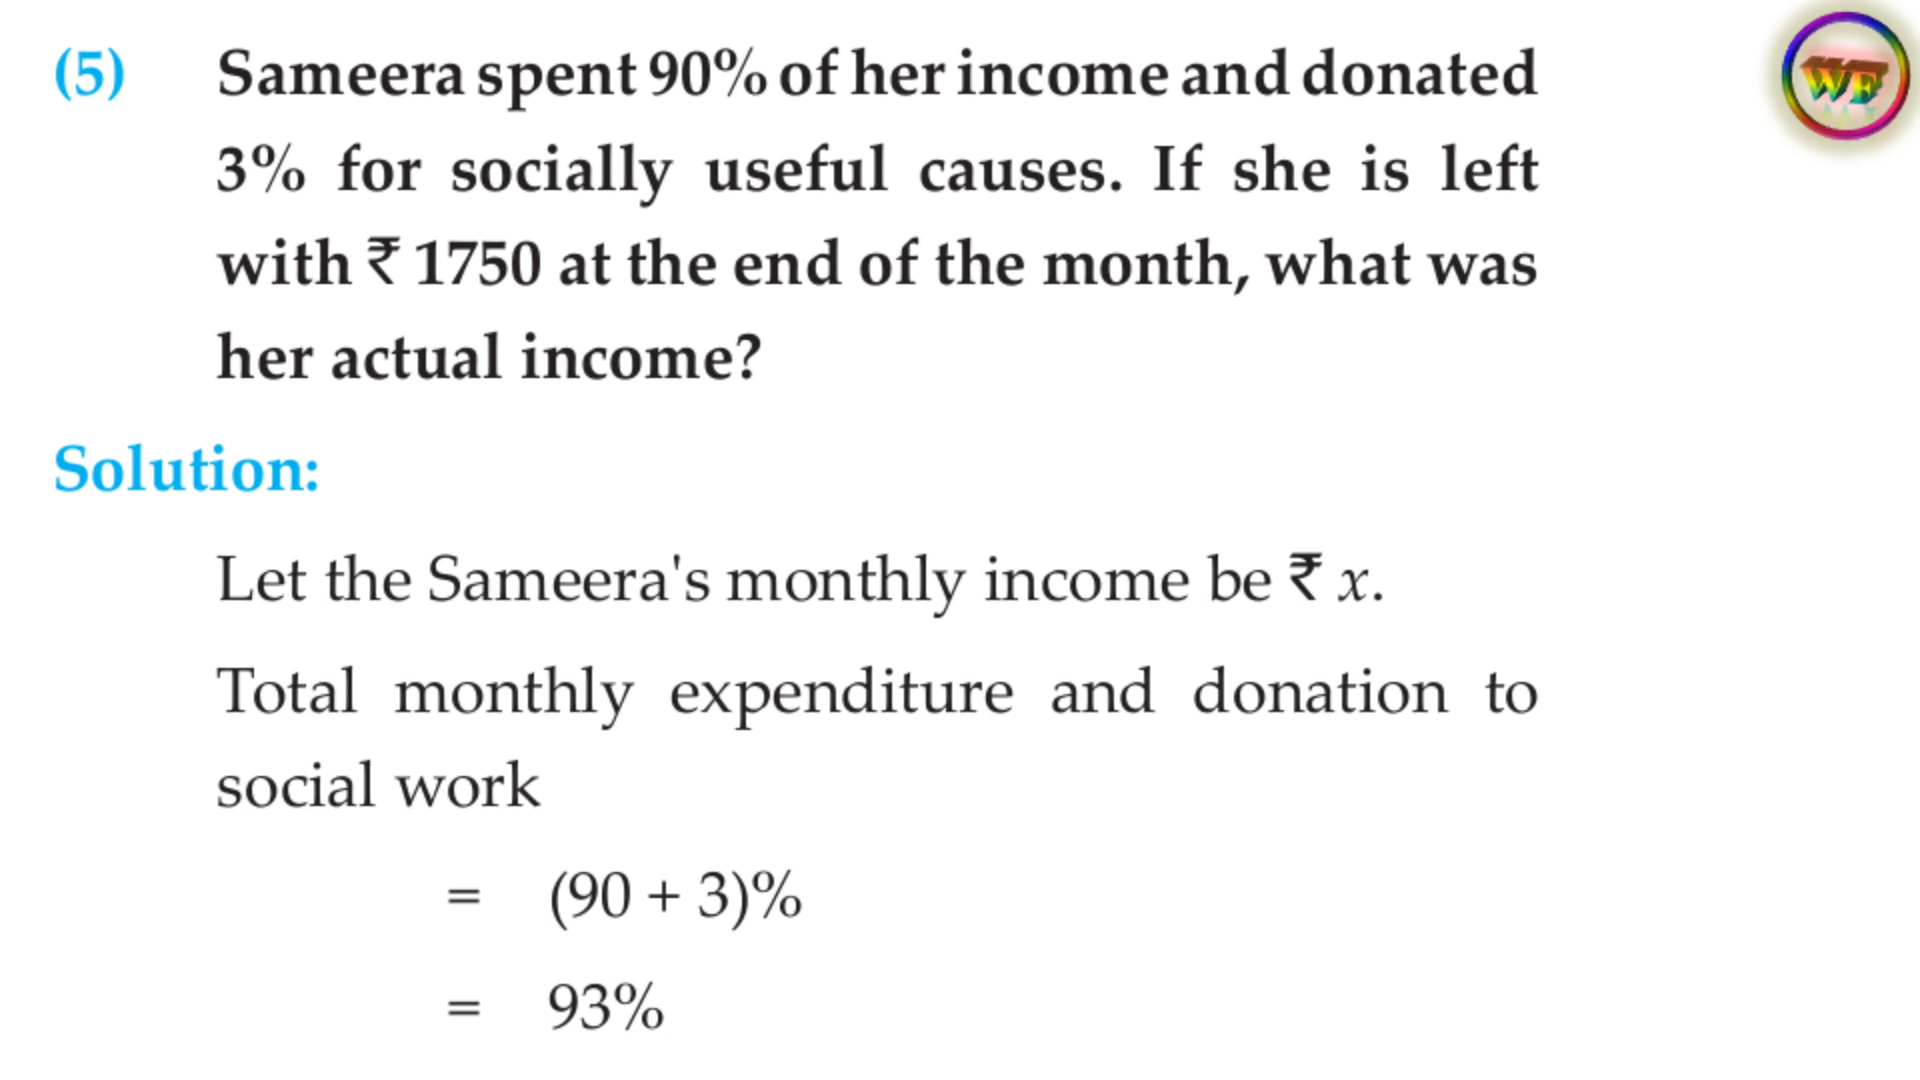 (5) Sameera spent 90% of her income and donated
3% for socially useful causes. If she is left
with ₹ 1750 at the end of the month, what was
her actual income?
Solution:
Let the Sameera's monthly income be ₹ x.
Total monthly expenditure and donation to
social work
= (90 + 3)%
= 93%
WE